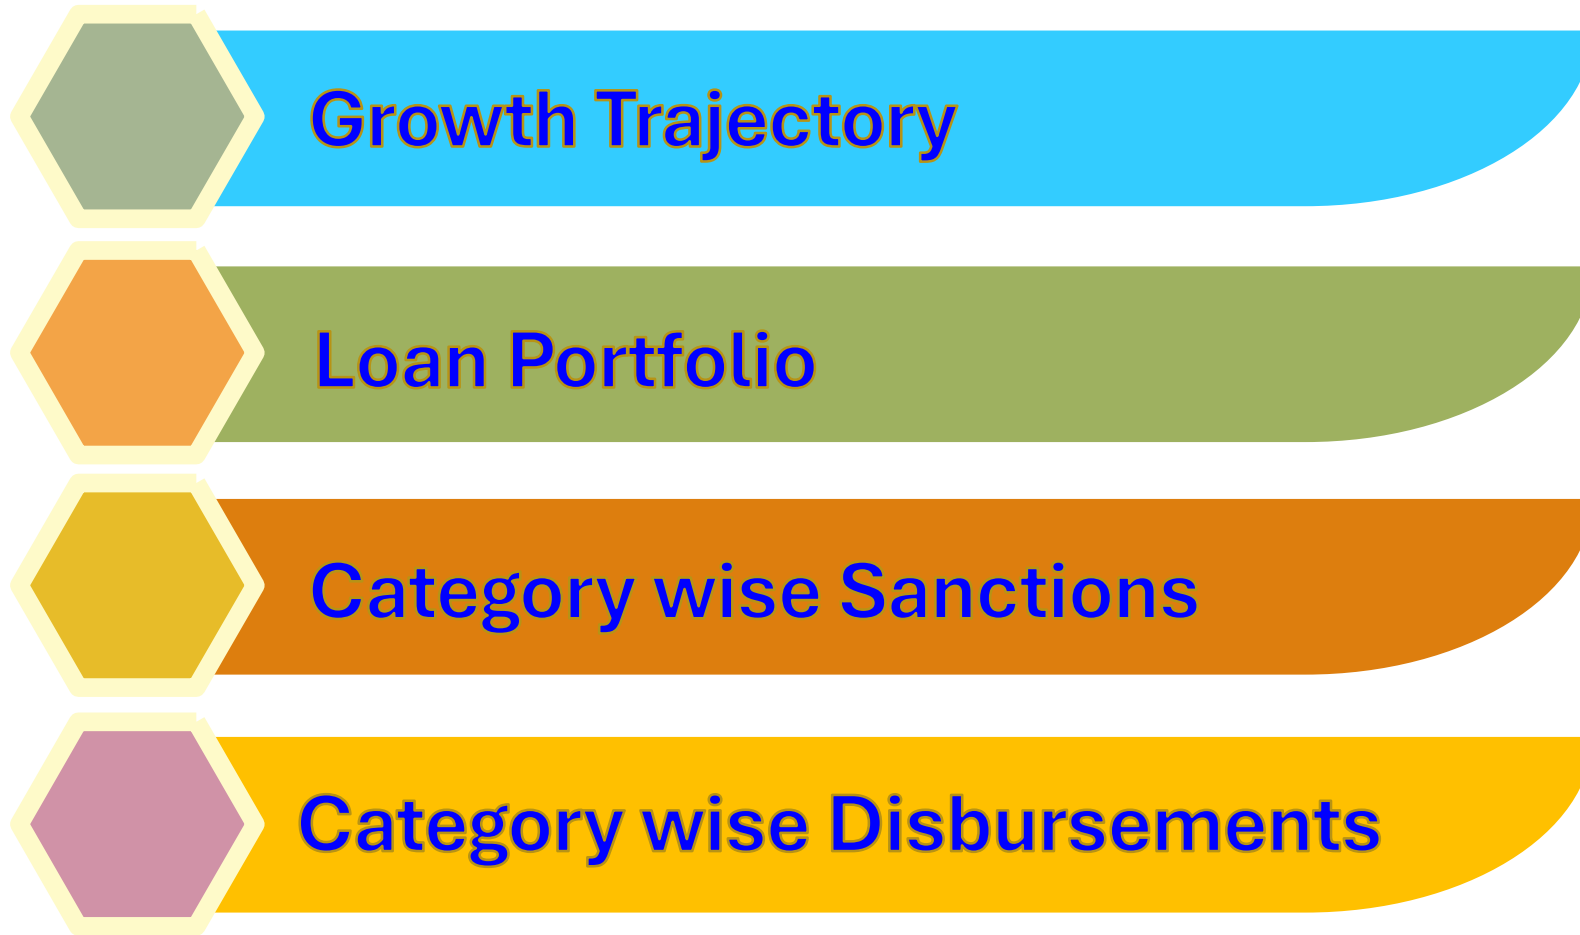 Growth Trajectory
Loan Portfolio
Category wise Sanctions
Category wise Disbursements